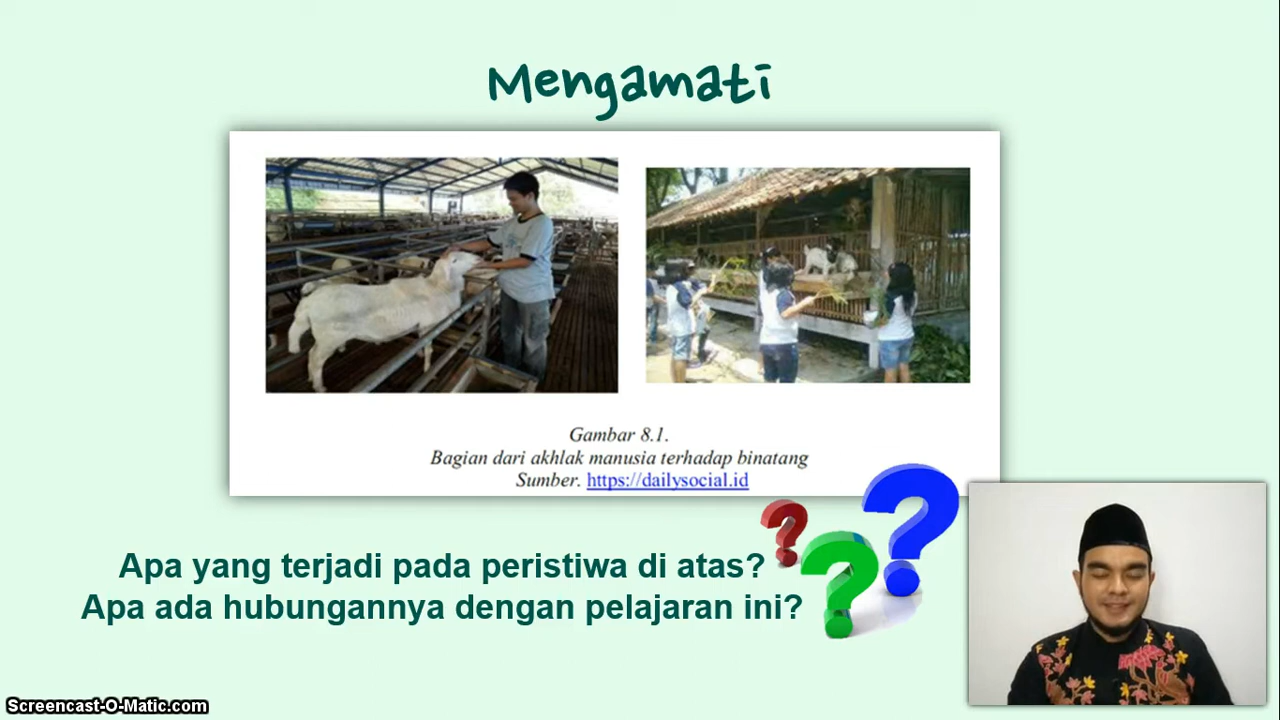 Mengamati
Gambar 8.1.
Bagian dari akhlak manusia terhadap binatang
Sumber. https://dailysocial.id
Apa yang terjadi pada peristiwa di atas?
Apa ada hubungannya dengan pelajaran ini?
Screencast-O-Matic.com